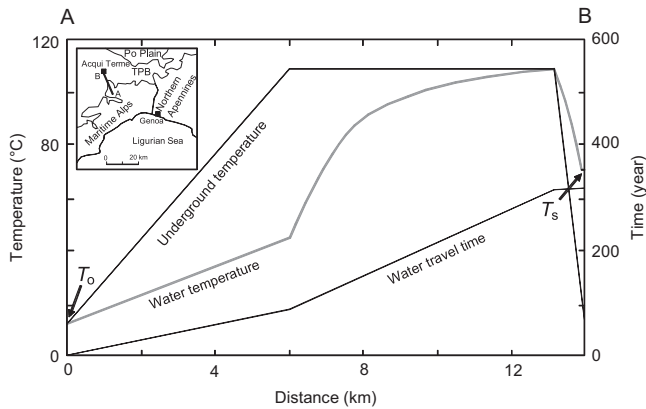 A
B
120
80
40
0
Temperature (°C)
600
400
200
0
Time (year)
0
4
8
12
Distance (km)
Po Plain
Acqui Terme
TPB
B
A
Maritime Alps
Northern
Apennines
Genoa
Ligurian Sea
0 20 km
Underground temperature
Water temperature
Water travel time
To
Ts